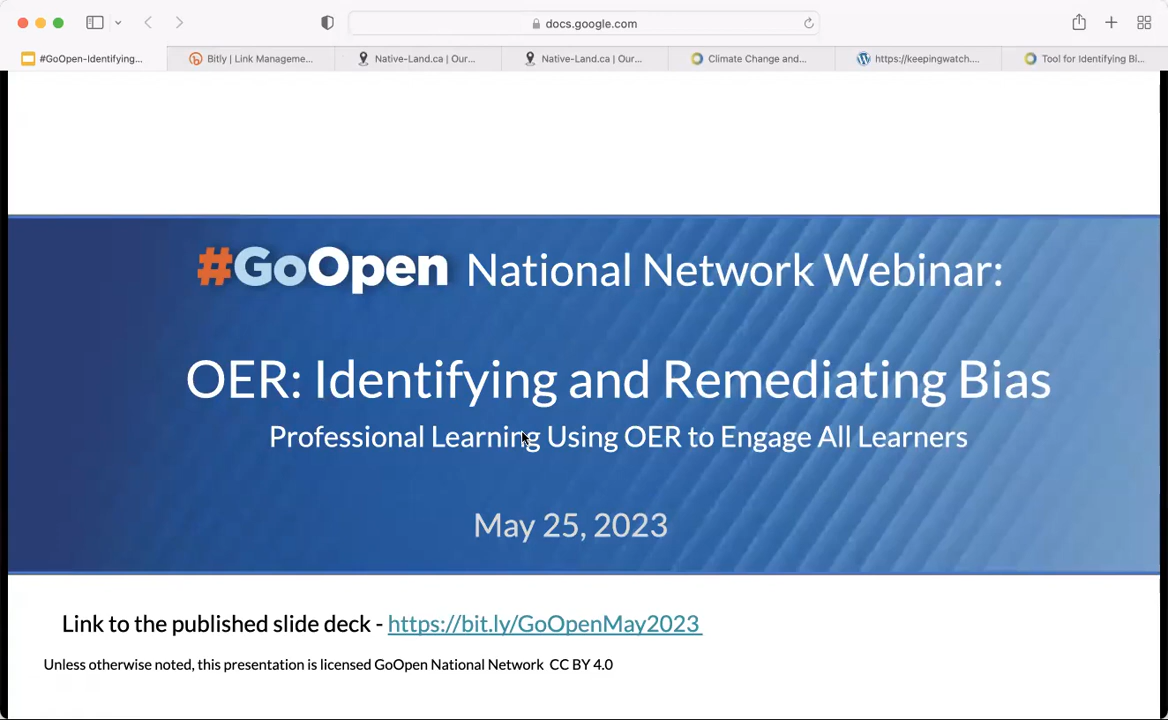 docs.google.com
#GoOpen-Identifying...
Bitly | Link Manageme...
Native-Land.ca | Our...
Native-Land.ca | Our...
Climate Change and...
https://keepingwatch....
Tool for Identifying Bi...
#GoOpen National Network Webinar:
OER: Identifying and Remediating Bias
Professional Learning Using OER to Engage All Learners
May 25, 2023
Link to the published slide deck - https://bit.ly/GoOpenMay2023
Unless otherwise noted, this presentation is licensed GoOpen National Network CC BY 4.0